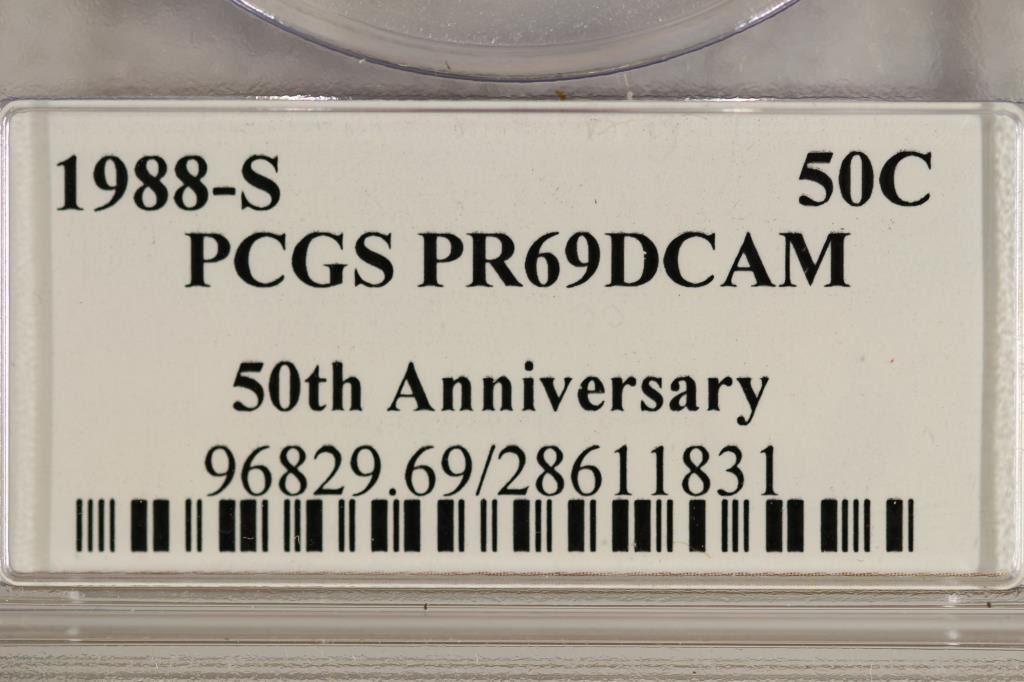 1988-S 50C
PCGS PR69DCAM
50th Anniversary
96829.69/28611831